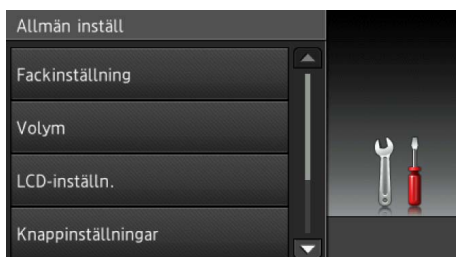 Allmän inställ
Fackinställning
Volym
LCD-inställn.
Knappinställningar